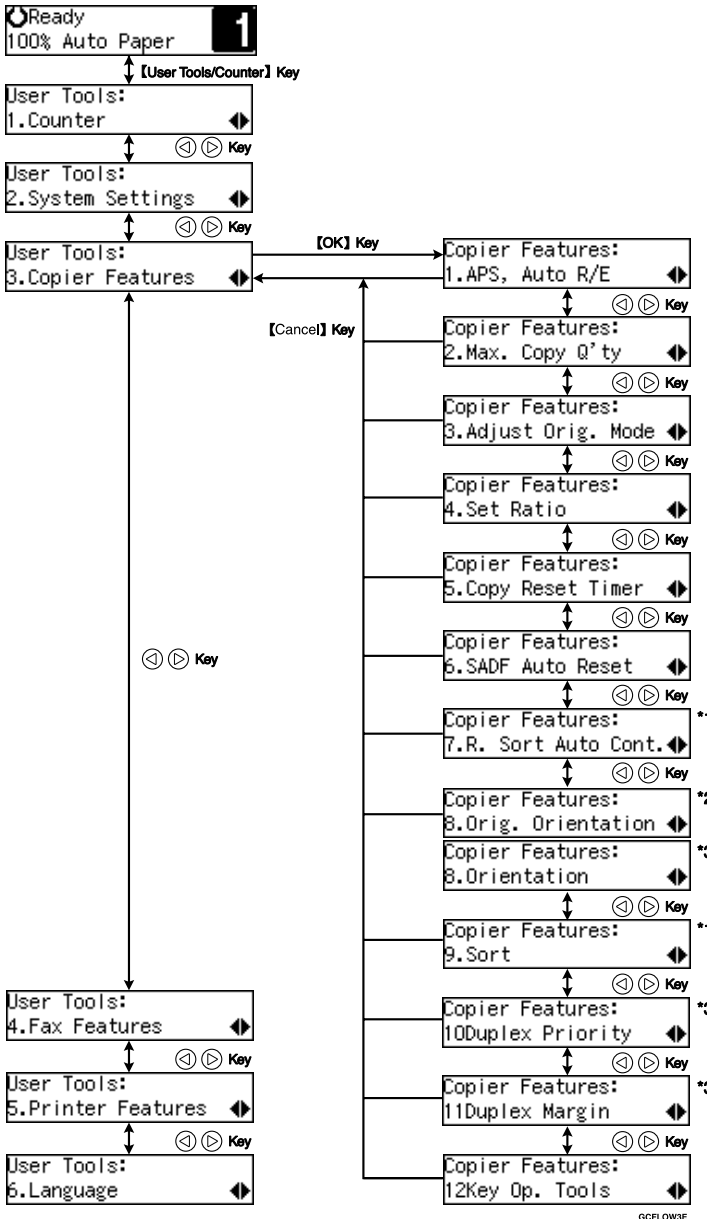 Ready
100% Auto Paper
1
【User Tools/Counter】 Key
User Tools:
1.Counter
Key
User Tools:
2.System Settings
Key
User Tools:
3.Copier Features
【OK】 Key
【Cancel】 Key
Key
User Tools:
4.Fax Features
Key
User Tools:
5.Printer Features
Key
User Tools:
6.Language
Copier Features:
1.APS, Auto R/E
Key
Copier Features:
2.Max. Copy Q'ty
Key
Copier Features:
3.Adjust Orig. Mode
Key
Copier Features:
4.Set Ratio
Key
Copier Features:
5.Copy Reset Timer
Key
Copier Features:
6.SADF Auto Reset
Key
Copier Features: *1
7.R. Sort Auto Cont.
Key
Copier Features: *2
8.Orig. Orientation
Copier Features: *3
8.Orientation
Key
Copier Features: *1
9.Sort
Key
Copier Features: *3
10Duplex Priority
Key
Copier Features: *3
11Duplex Margin
Key
Copier Features:
12Key Op. Tools
GCFLOW3E